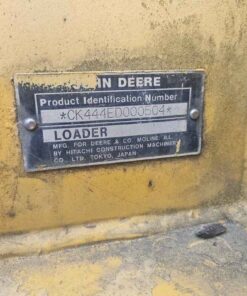 N DEERE
Product Identification Number
*CK444ED000504*
LOADER
MFG. FOR DEERE & CO. MOLINE, ILL.
BY HITACHI CONSTRUCTION MACHINERY
CO., LTD. TOKYO, JAPAN